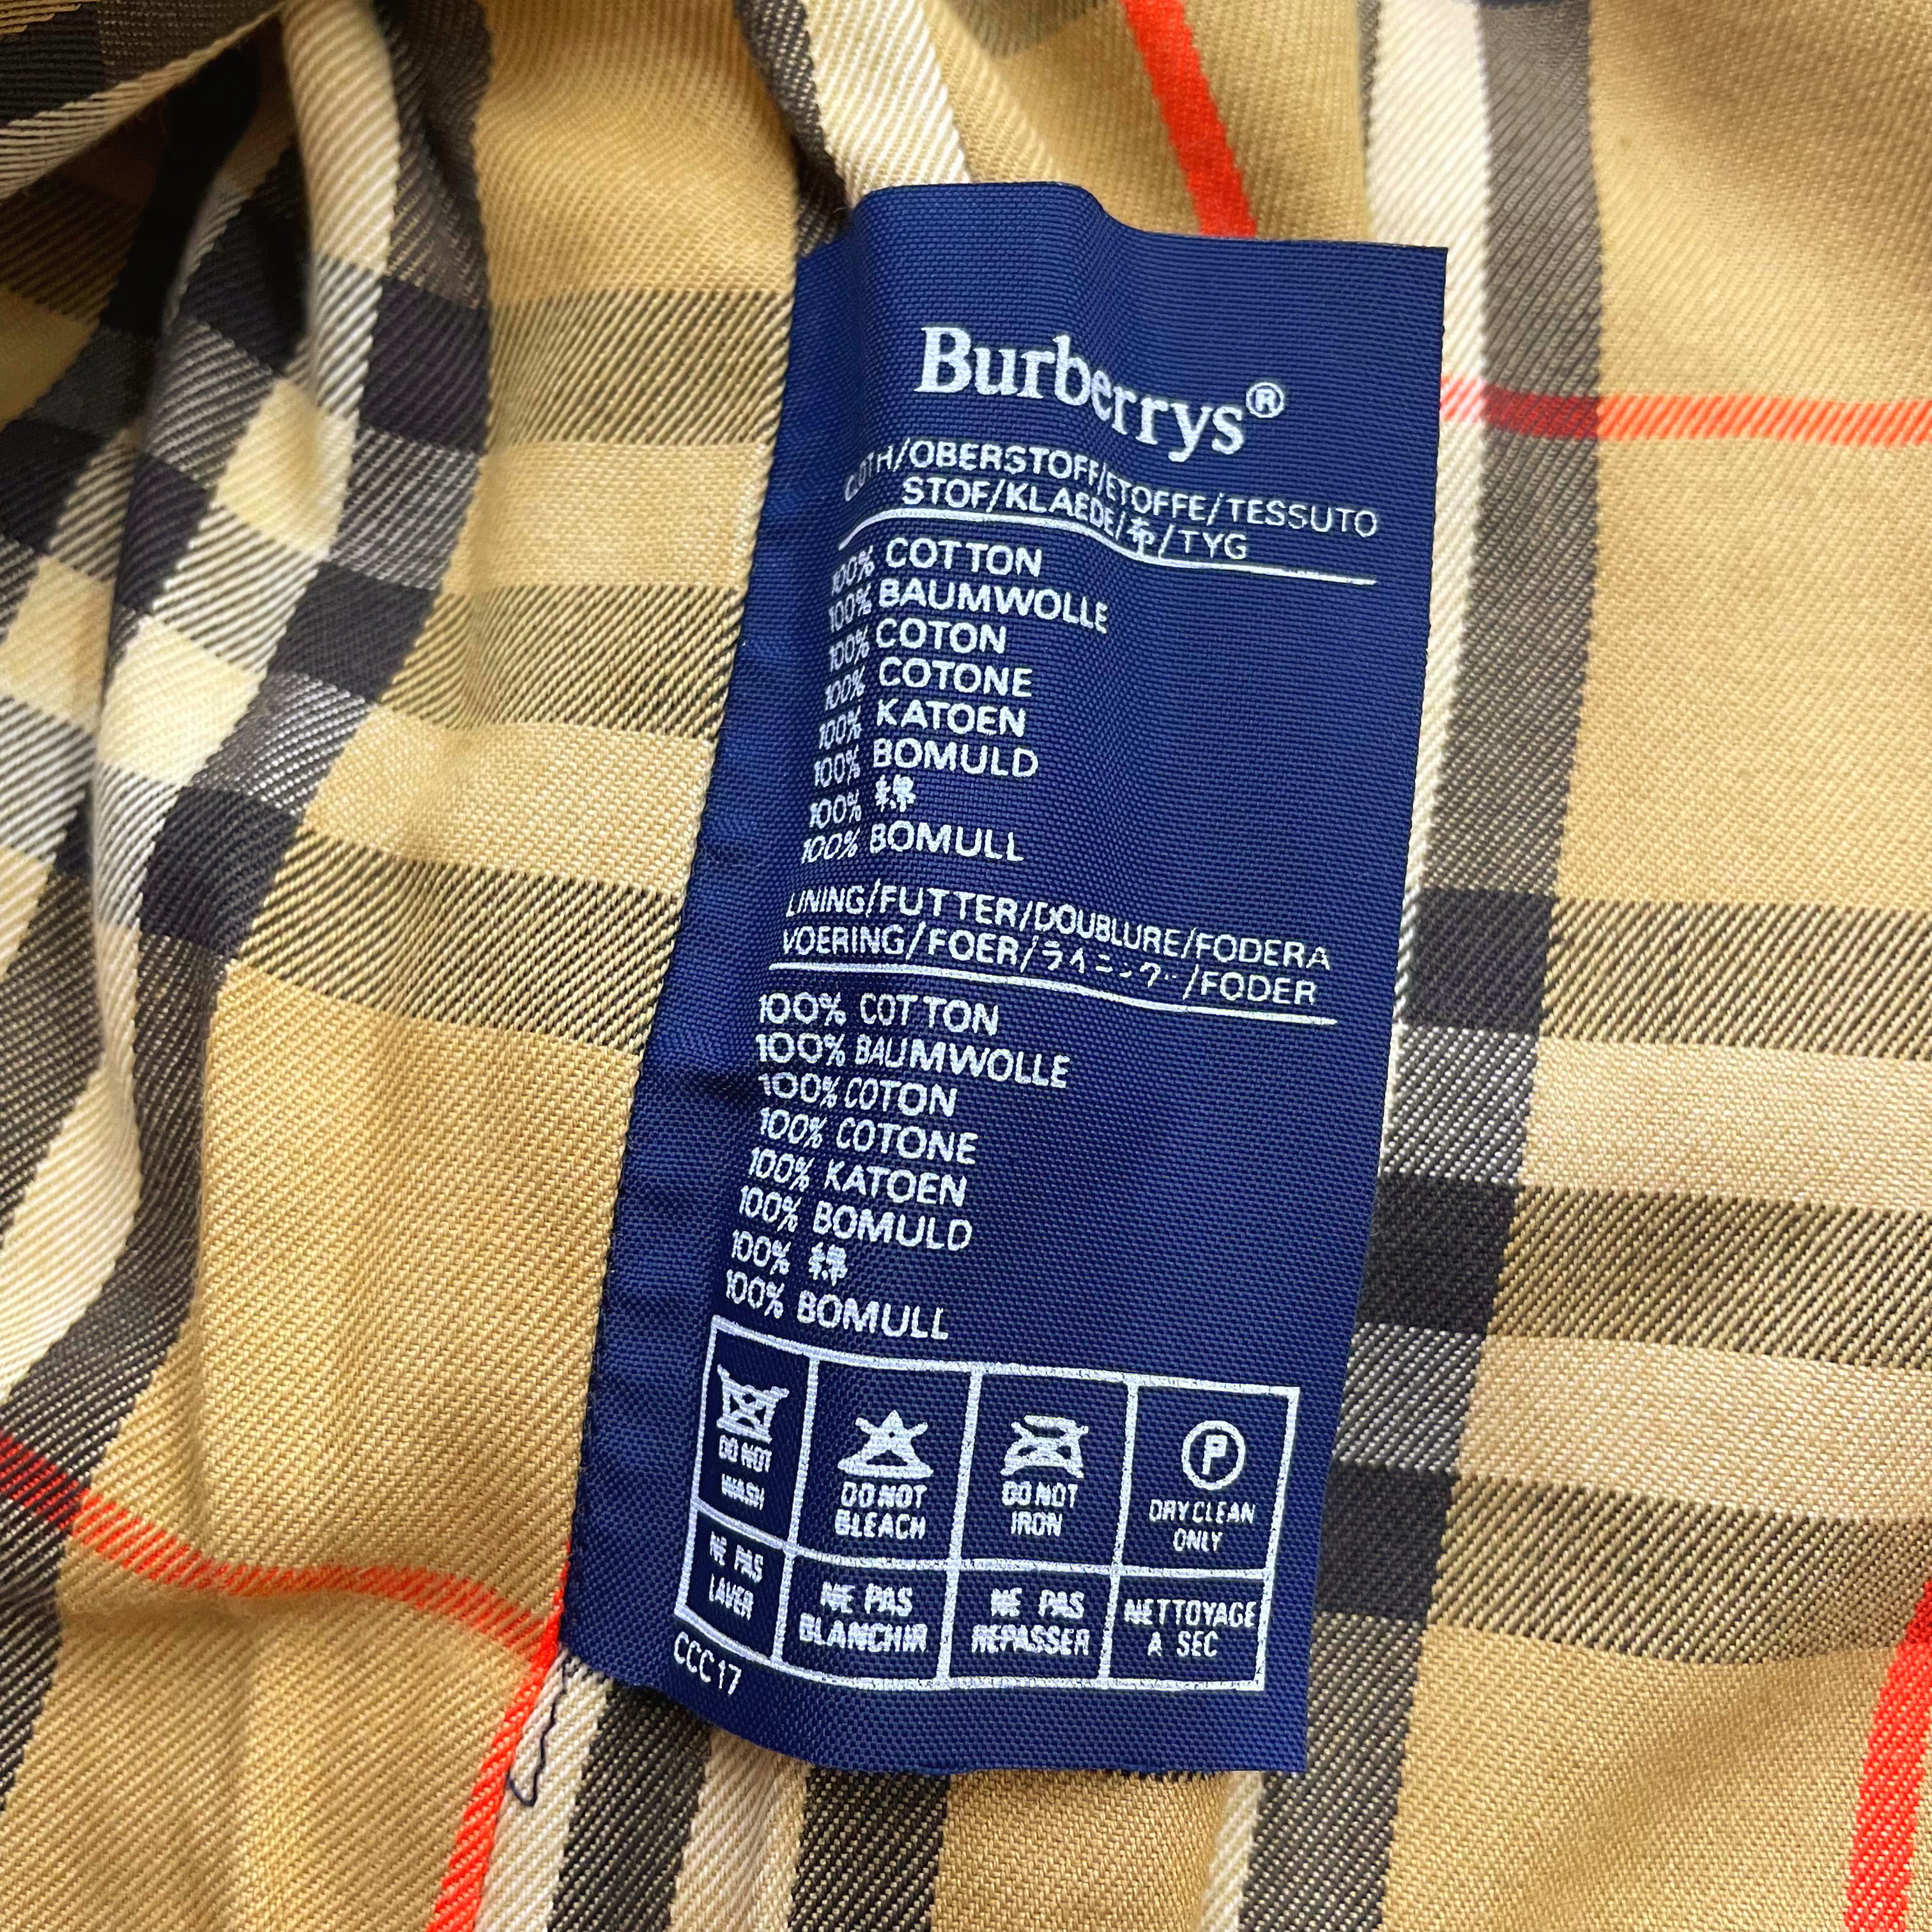 Burberrys®
CLOTH/OBERSTOFF/ETOFFE/TESSUTO
STOF/KLAEDE/布/TYG
100% COTTON
100% BAUMWOLLE
100% COTON
100% COTONE
100% KATOEN
100% BOMULD
100% 綿
100% BOMULL
LINING/FUTTER/DOUBLURE/FODERA
VOERING/FOER/ライニング/FODER
100% COTTON
100% BAUMWOLLE
100% COTON
100% COTONE
100% KATOEN
100% BOMULD
100% 綿
100% BOMULL
DO NOT
WASH
DO NOT
BLEACH
DO NOT
IRON
P
DRY CLEAN
ONLY
NE PAS
LAVER
NE PAS
BLANCHIR
NE PAS
REPASSER
NETTOYAGE
A SEC
CCC17